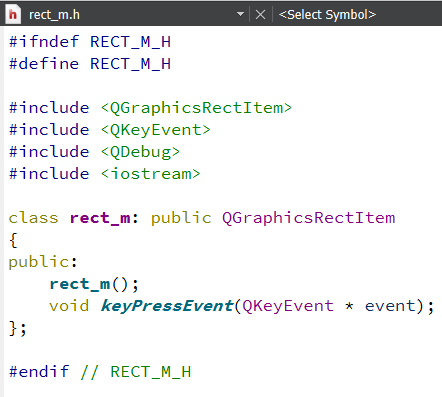 h rect_m.h <Select Symbol>
#ifndef RECT_M_H
#define RECT_M_H
#include <QGraphicsRectItem>
#include <QKeyEvent>
#include <QDebug>
#include <iostream>
class rect_m: public QGraphicsRectItem
{
public:
    rect_m();
    void keyPressEvent(QKeyEvent * event);
};
#endif // RECT_M_H